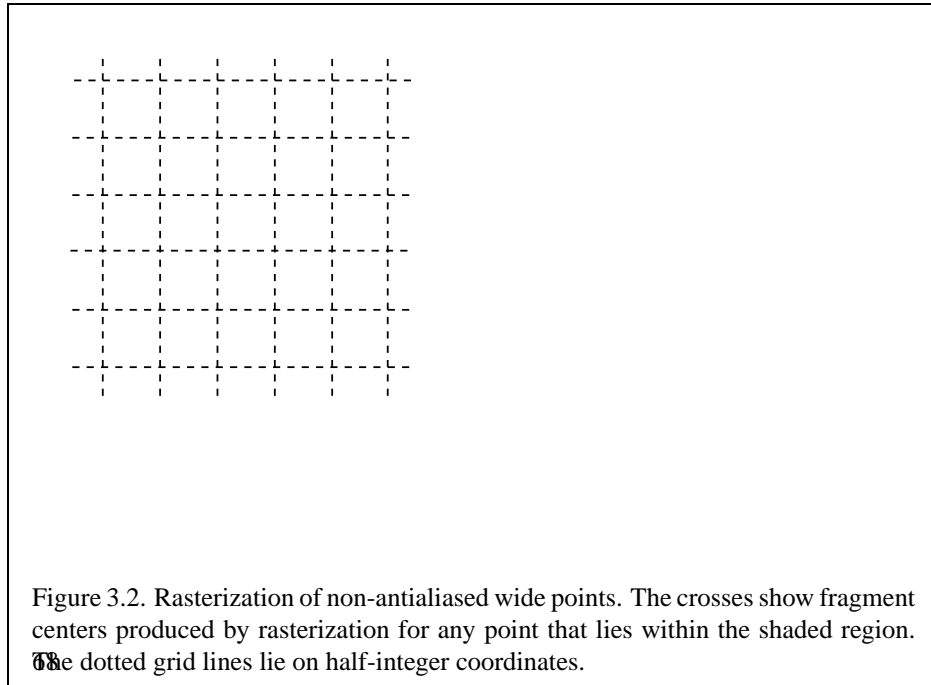 Figure 3.2. Rasterization of non-antialiased wide points. The crosses show fragment
centers produced by rasterization for any point that lies within the shaded region.
The dotted grid lines lie on half-integer coordinates.